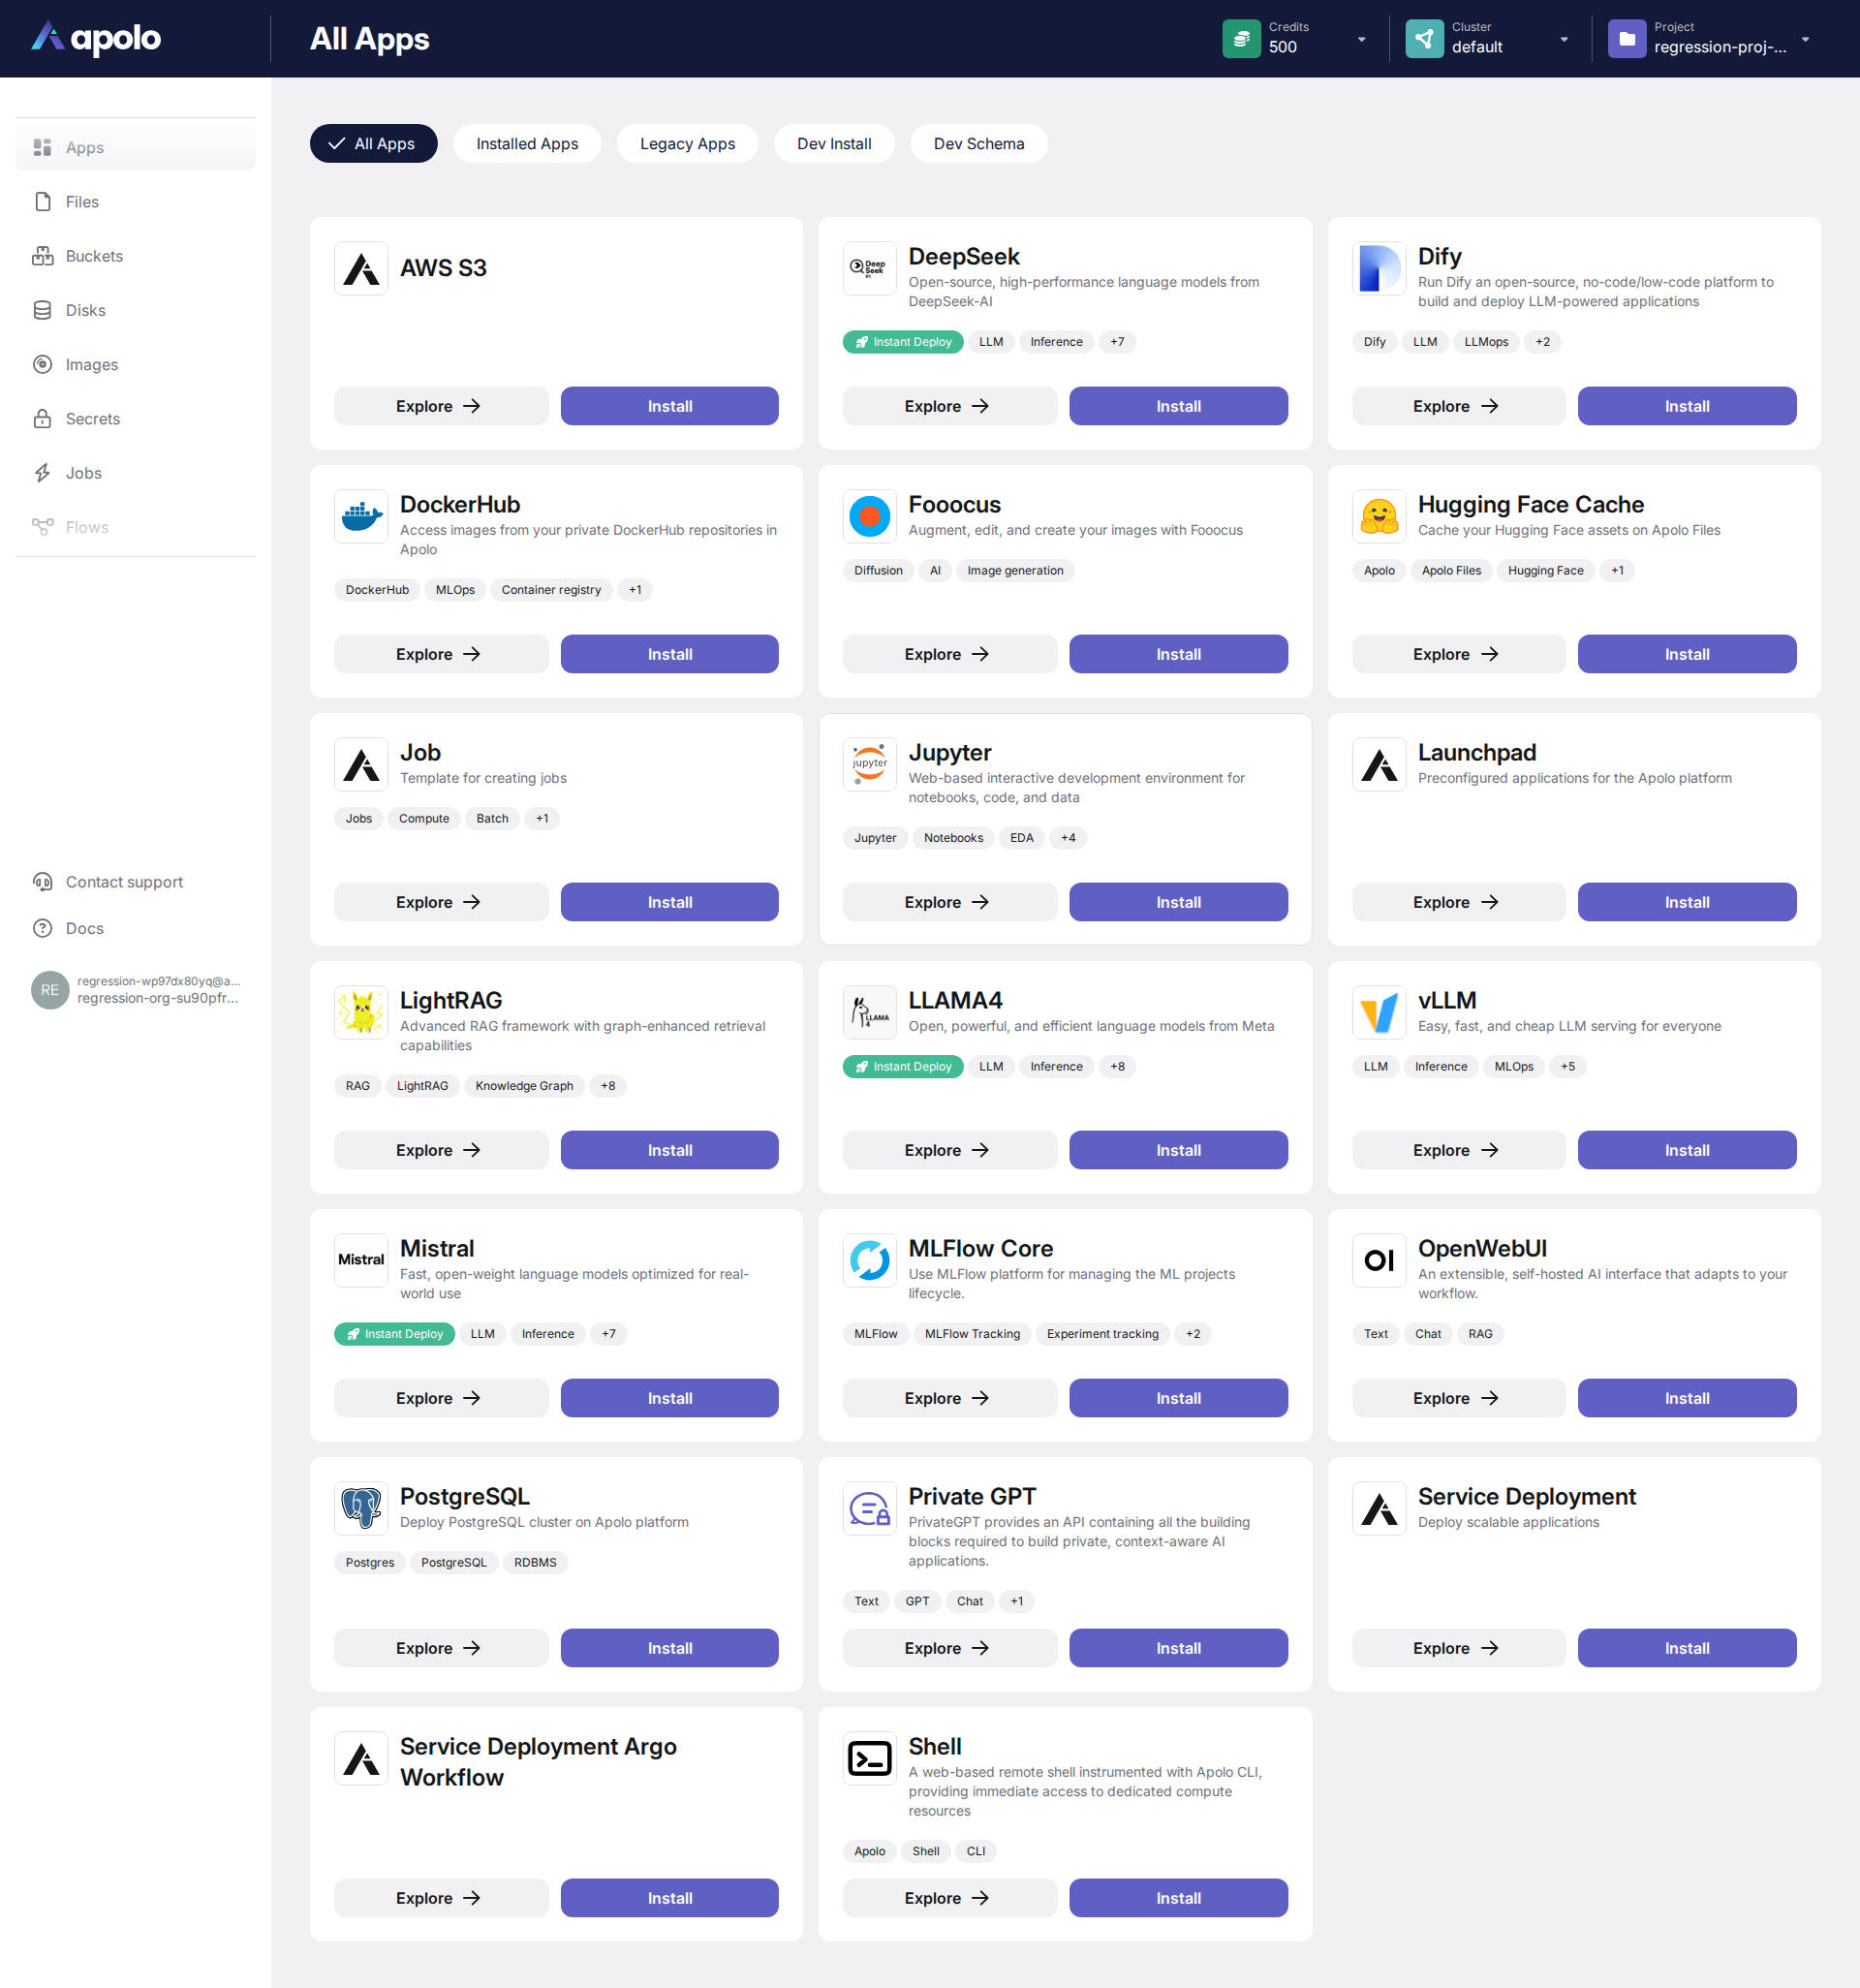 apolo
All Apps
Credits
500
Cluster
default
Project
regression-proj-...
Apps
Files
Buckets
Disks
Images
Secrets
Jobs
Flows
Contact support
Docs
RE
regression-wp97dx80yq@a...
regression-org-su90pfr...
All Apps
Installed Apps
Legacy Apps
Dev Install
Dev Schema
AWS S3
Explore
Install
Deep
Seek
R1
DeepSeek
Open-source, high-performance language models from
DeepSeek-AI
Instant Deploy LLM Inference +7
Explore
Install
Dify
Run Dify an open-source, no-code/low-code platform to
build and deploy LLM-powered applications
Dify LLM LLMops +2
Explore
Install
DockerHub
Access images from your private DockerHub repositories in
Apolo
DockerHub MLOps Container registry +1
Explore
Install
Fooocus
Augment, edit, and create your images with Fooocus
Diffusion AI Image generation
Explore
Install
Hugging Face Cache
Cache your Hugging Face assets on Apolo Files
Apolo Apolo Files Hugging Face +1
Explore
Install
Job
Template for creating jobs
Jobs Compute Batch +1
Explore
Install
jupyter
Jupyter
Web-based interactive development environment for
notebooks, code, and data
Jupyter Notebooks EDA +4
Explore
Install
Launchpad
Preconfigured applications for the Apolo platform
Explore
Install
LightRAG
Advanced RAG framework with graph-enhanced retrieval
capabilities
RAG LightRAG Knowledge Graph +8
Explore
Install
LLAMA
4
LLAMA4
Open, powerful, and efficient language models from Meta
Instant Deploy LLM Inference +8
Explore
Install
vLLM
Easy, fast, and cheap LLM serving for everyone
LLM Inference MLOps +5
Explore
Install
Mistral
Mistral
Fast, open-weight language models optimized for real-
world use
Instant Deploy LLM Inference +7
Explore
Install
MLFlow Core
Use MLFlow platform for managing the ML projects
lifecycle.
MLFlow MLFlow Tracking Experiment tracking +2
Explore
Install
OI
OpenWebUI
An extensible, self-hosted AI interface that adapts to your
workflow.
Text Chat RAG
Explore
Install
PostgreSQL
Deploy PostgreSQL cluster on Apolo platform
Postgres PostgreSQL RDBMS
Explore
Install
Private GPT
PrivateGPT provides an API containing all the building
blocks required to build private, context-aware AI
applications.
Text GPT Chat +1
Explore
Install
Service Deployment
Deploy scalable applications
Explore
Install
Service Deployment Argo
Workflow
Explore
Install
Shell
A web-based remote shell instrumented with Apolo CLI,
providing immediate access to dedicated compute
resources
Apolo Shell CLI
Explore
Install